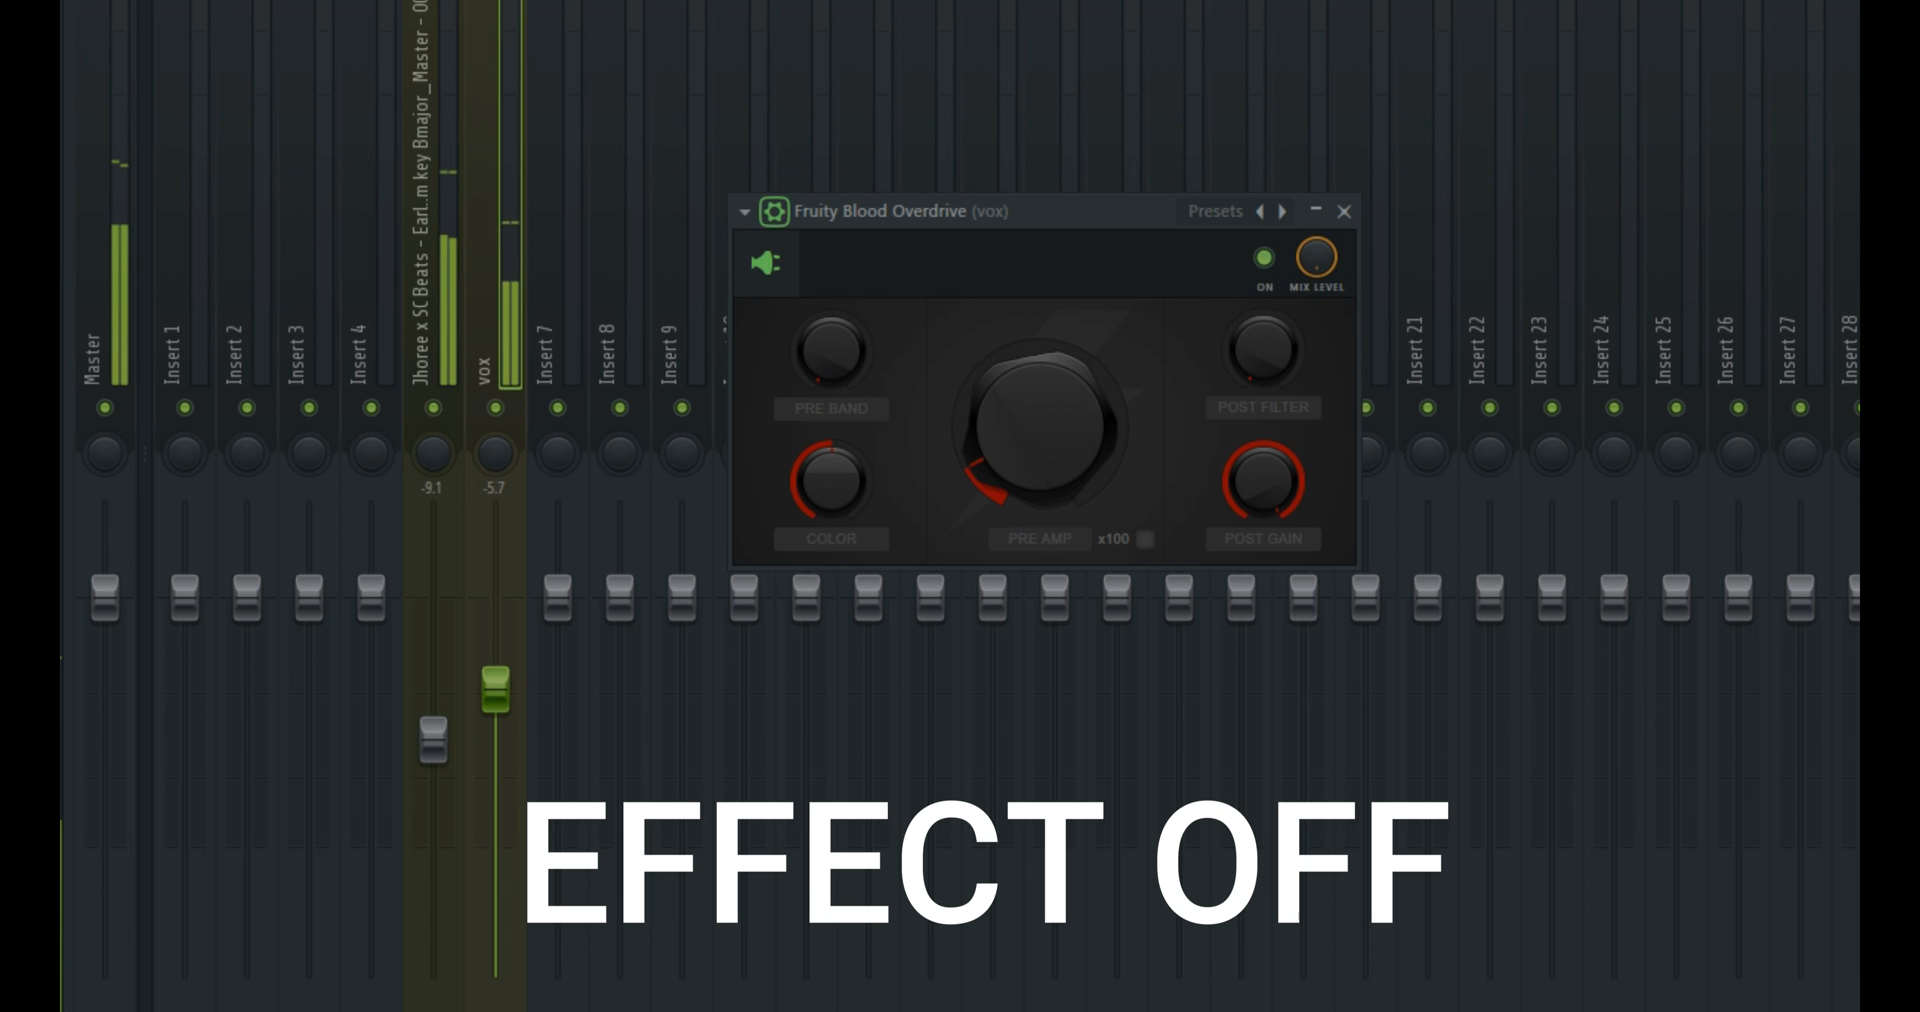 Jhoree x SC Beats - Earl..m key Bmajor_Master -
Fruity Blood Overdrive (vox)
Presets
ON
MIX LEVEL
Master
Insert 1
Insert 2
Insert 3
Insert 4
vox
Insert 7
Insert 8
Insert 9
Insert 21
Insert 22
Insert 23
Insert 24
Insert 25
Insert 26
Insert 27
Insert 28
PRE BAND
POST FILTER
-9.1
-5.7
COLOR
PRE AMP
x100
POST GAIN
EFFECT OFF